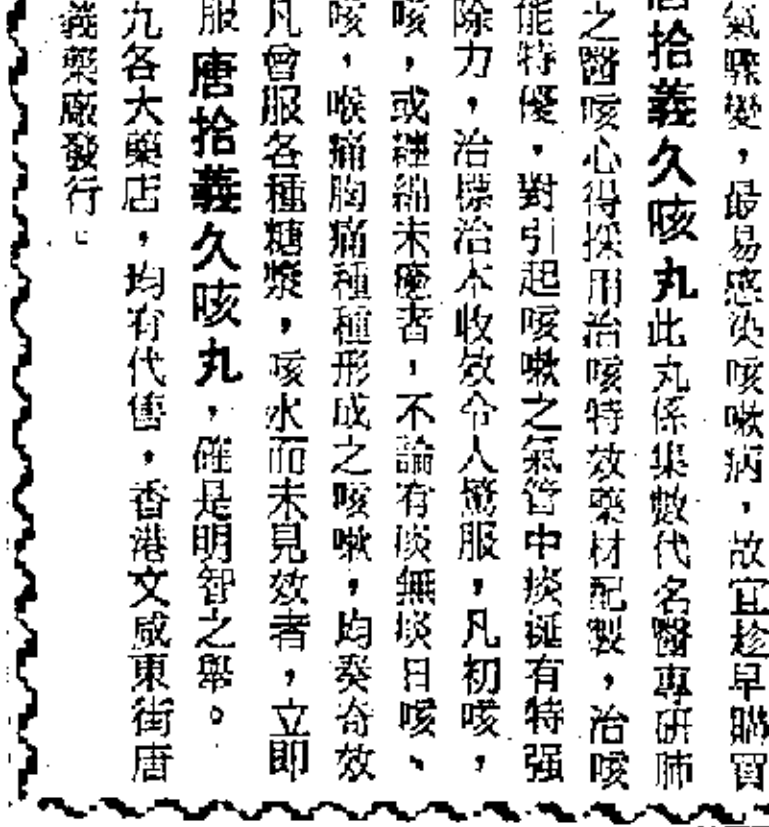 氣驟變，最易感染咳嗽病，故宜趁早購買
唐拾義久咳丸此丸係集數代名醫專研肺
之醫咳心得採用治咳特效藥材配製，治咳
能特優，對引起咳嗽之氣管中痰涎有特强
除力，治標治本收效令人驚服，凡初咳，
咳，或纏綿未癒者，不論有痰無痰日咳、
咳，喉痛胸痛種種形成之咳嗽，均奏奇效
凡曾服各種糖漿，咳水而未見效者，立即
服唐拾義久咳丸，確是明智之舉。
九各大藥店，均有代售，香港文咸東街唐
義藥廠發行。